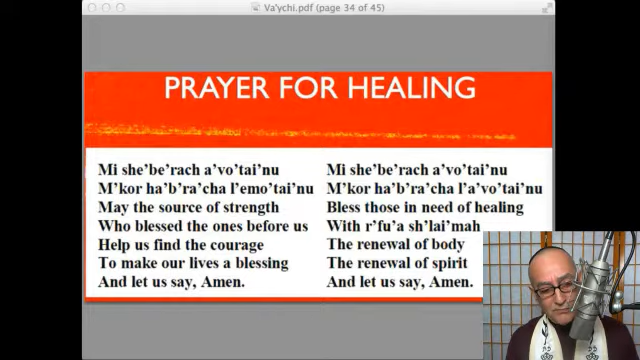 Va'ychi.pdf (page 34 of 45)
PRAYER FOR HEALING
Mi she'be'rach a'vo'tai'nu
M'kor ha'b'ra'cha l'emo'tai'nu
May the source of strength
Who blessed the ones before us
Help us find the courage
To make our lives a blessing
And let us say, Amen.
Mi she'be'rach a'vo'tai'nu
M'kor ha'b'ra'cha l'a'vo'tai'nu
Bless those in need of healing
With r'fu'a sh'lai'mah
The renewal of body
The renewal of spirit
And let us say, Amen.